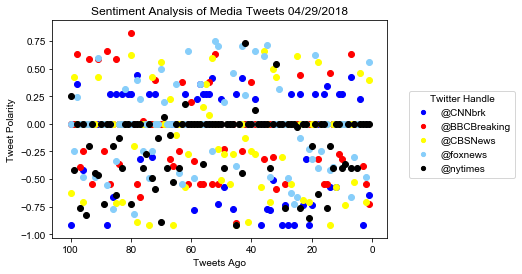 Sentiment Analysis of Media Tweets 04/29/2018
Tweet Polarity
0.75
0.50
0.25
0.00
−0.25
−0.50
−0.75
−1.00
100
80
60
40
20
0
Tweets Ago
Twitter Handle
@CNNbrk
@BBCBreaking
@CBSNews
@foxnews
@nytimes